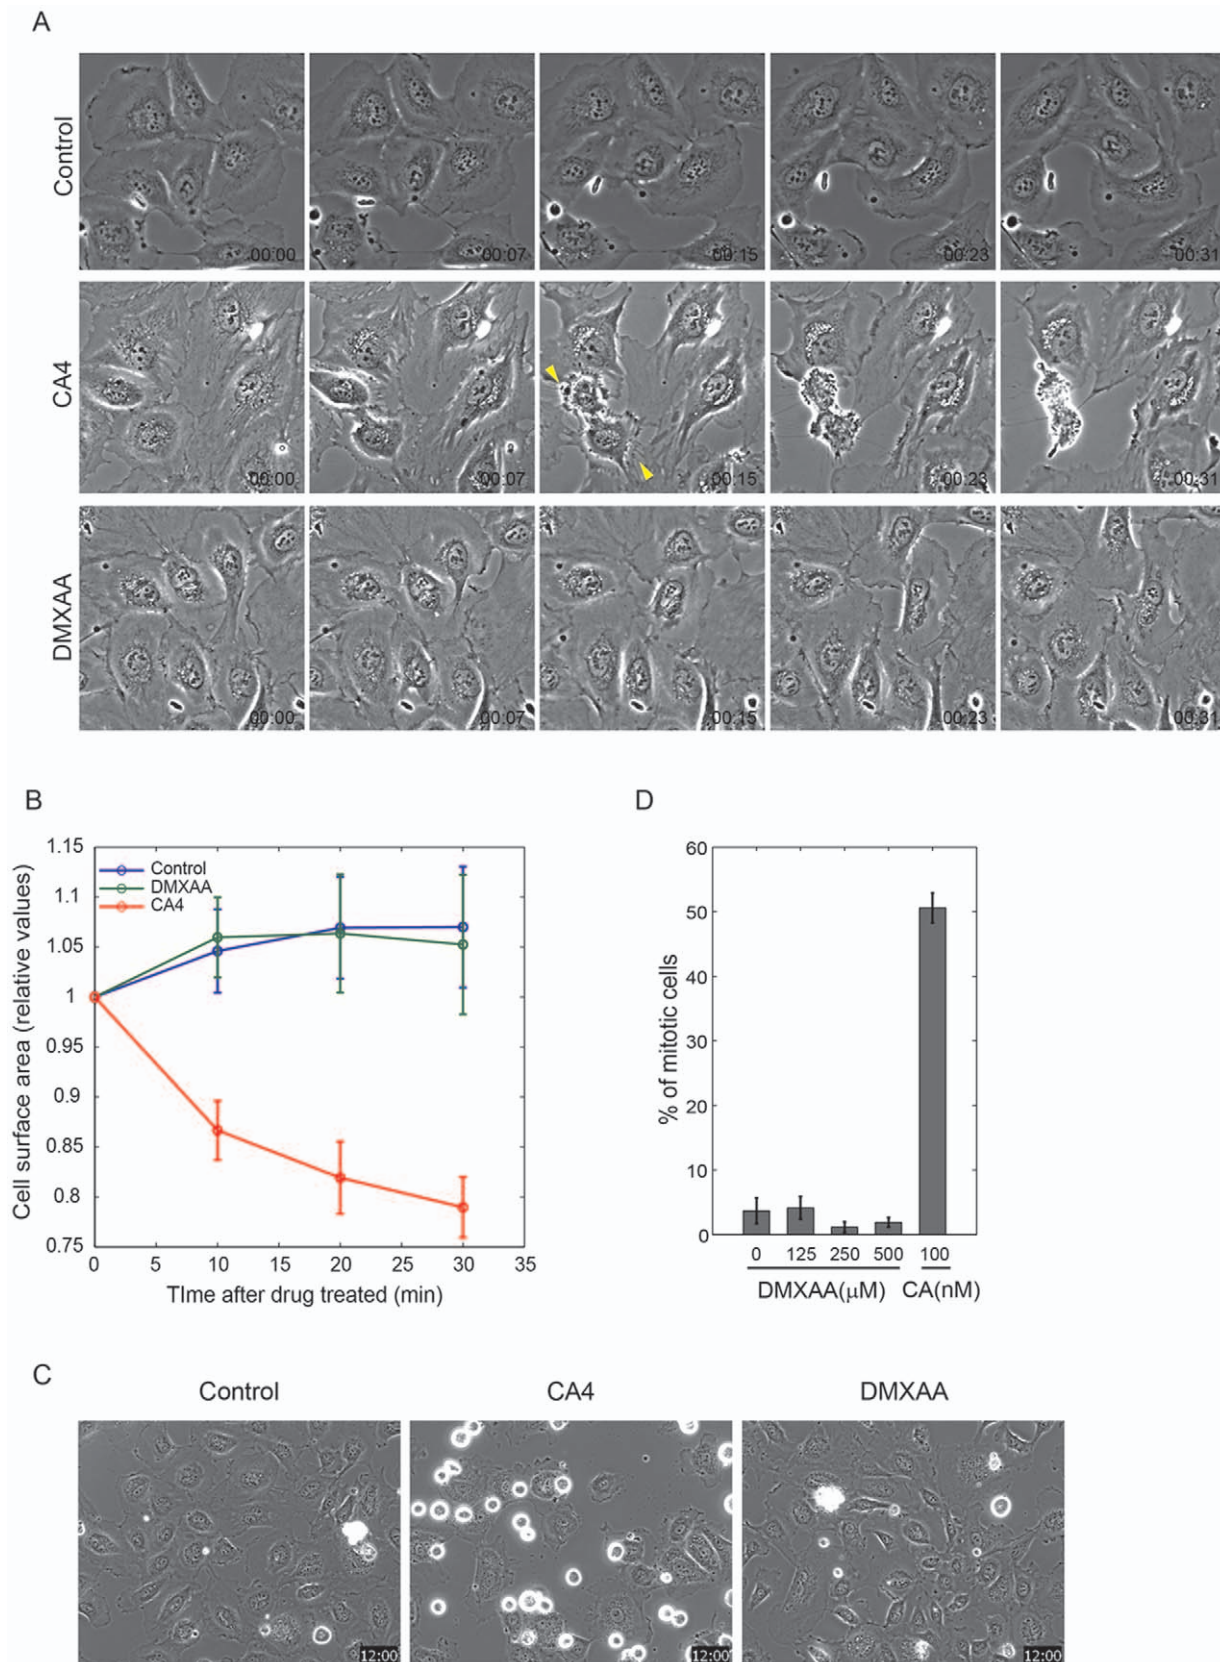 A
Control
00:00 00:07 00:15 00:23 00:31
CA4
00:00 00:07 00:15 00:23 00:31
DMXAA
00:00 00:07 00:15 00:23 00:31
B
Cell surface area (relative values)
1.15
1.1
1.05
1
0.95
0.9
0.85
0.8
0.75
Control
DMXAA
CA4
0 5 10 15 20 25 30 35
TIme after drug treated (min)
D
% of mitotic cells
60
50
40
30
20
10
0
0 125 250 500 100
DMXAA(μM) CA(nM)
C
Control CA4 DMXAA
12:00 12:00 12:00